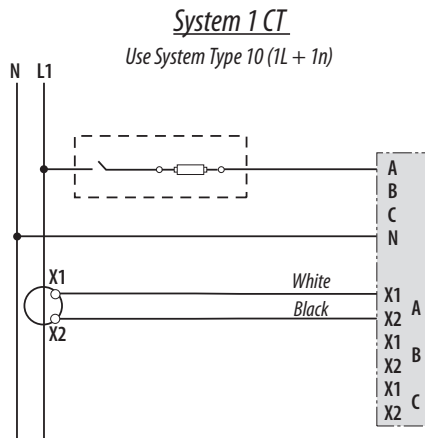 System 1 CT
Use System Type 10 (1L + 1n)
N L1
A
B
C
N
X1
White
X1
Black
X2
A
X2
X1
B
X2
X1
C
X2